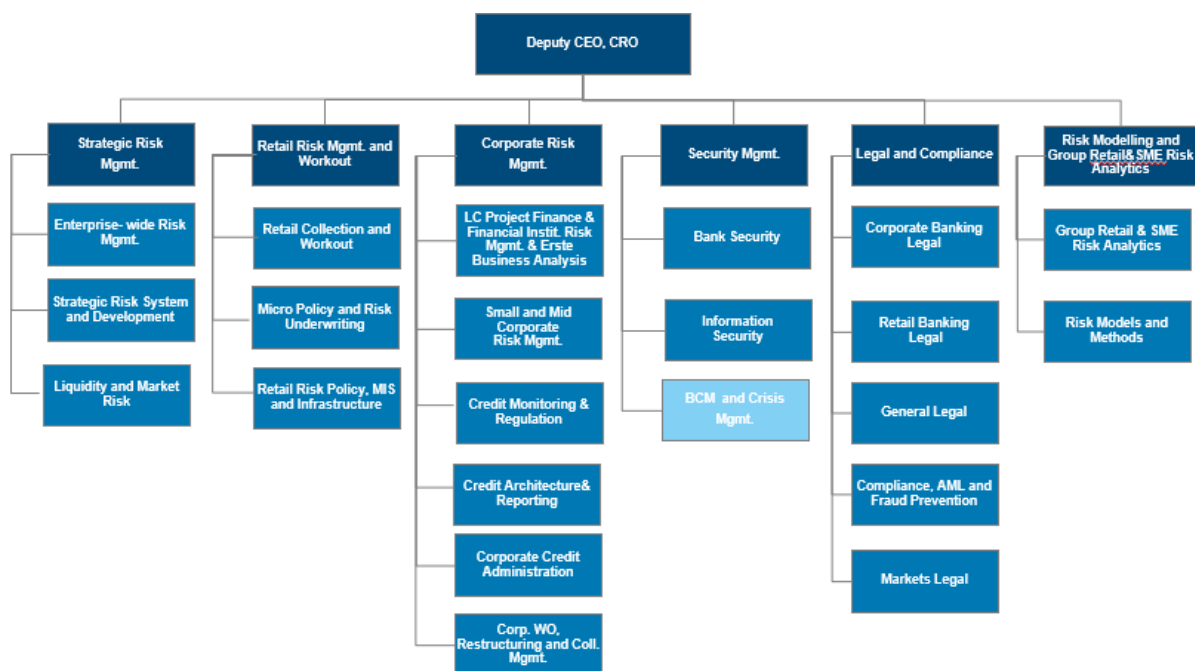 Deputy CEO, CRO
Strategic Risk
Mgmt.
Enterprise- wide Risk
Mgmt.
Strategic Risk System
and Development
Liquidity and Market
Risk
Retail Risk Mgmt. and
Workout
Retail Collection and
Workout
Micro Policy and Risk
Underwriting
Retail Risk Policy, MIS
and Infrastructure
Corporate Risk
Mgmt.
LC Project Finance &
Financial Instit. Risk
Mgmt. & Erste
Business Analysis
Small and Mid
Corporate
Risk Mgmt.
Credit Monitoring &
Regulation
Credit Architecture&
Reporting
Corporate Credit
Administration
Corp. WO,
Restructuring and Coll.
Mgmt.
Security Mgmt.
Bank Security
Information
Security
BCM and Crisis
Mgmt.
Legal and Compliance
Corporate Banking
Legal
Retail Banking
Legal
General Legal
Compliance, AML and
Fraud Prevention
Markets Legal
Risk Modelling and
Group Retail&SME Risk
Analytics
Group Retail & SME
Risk Analytics
Risk Models and
Methods